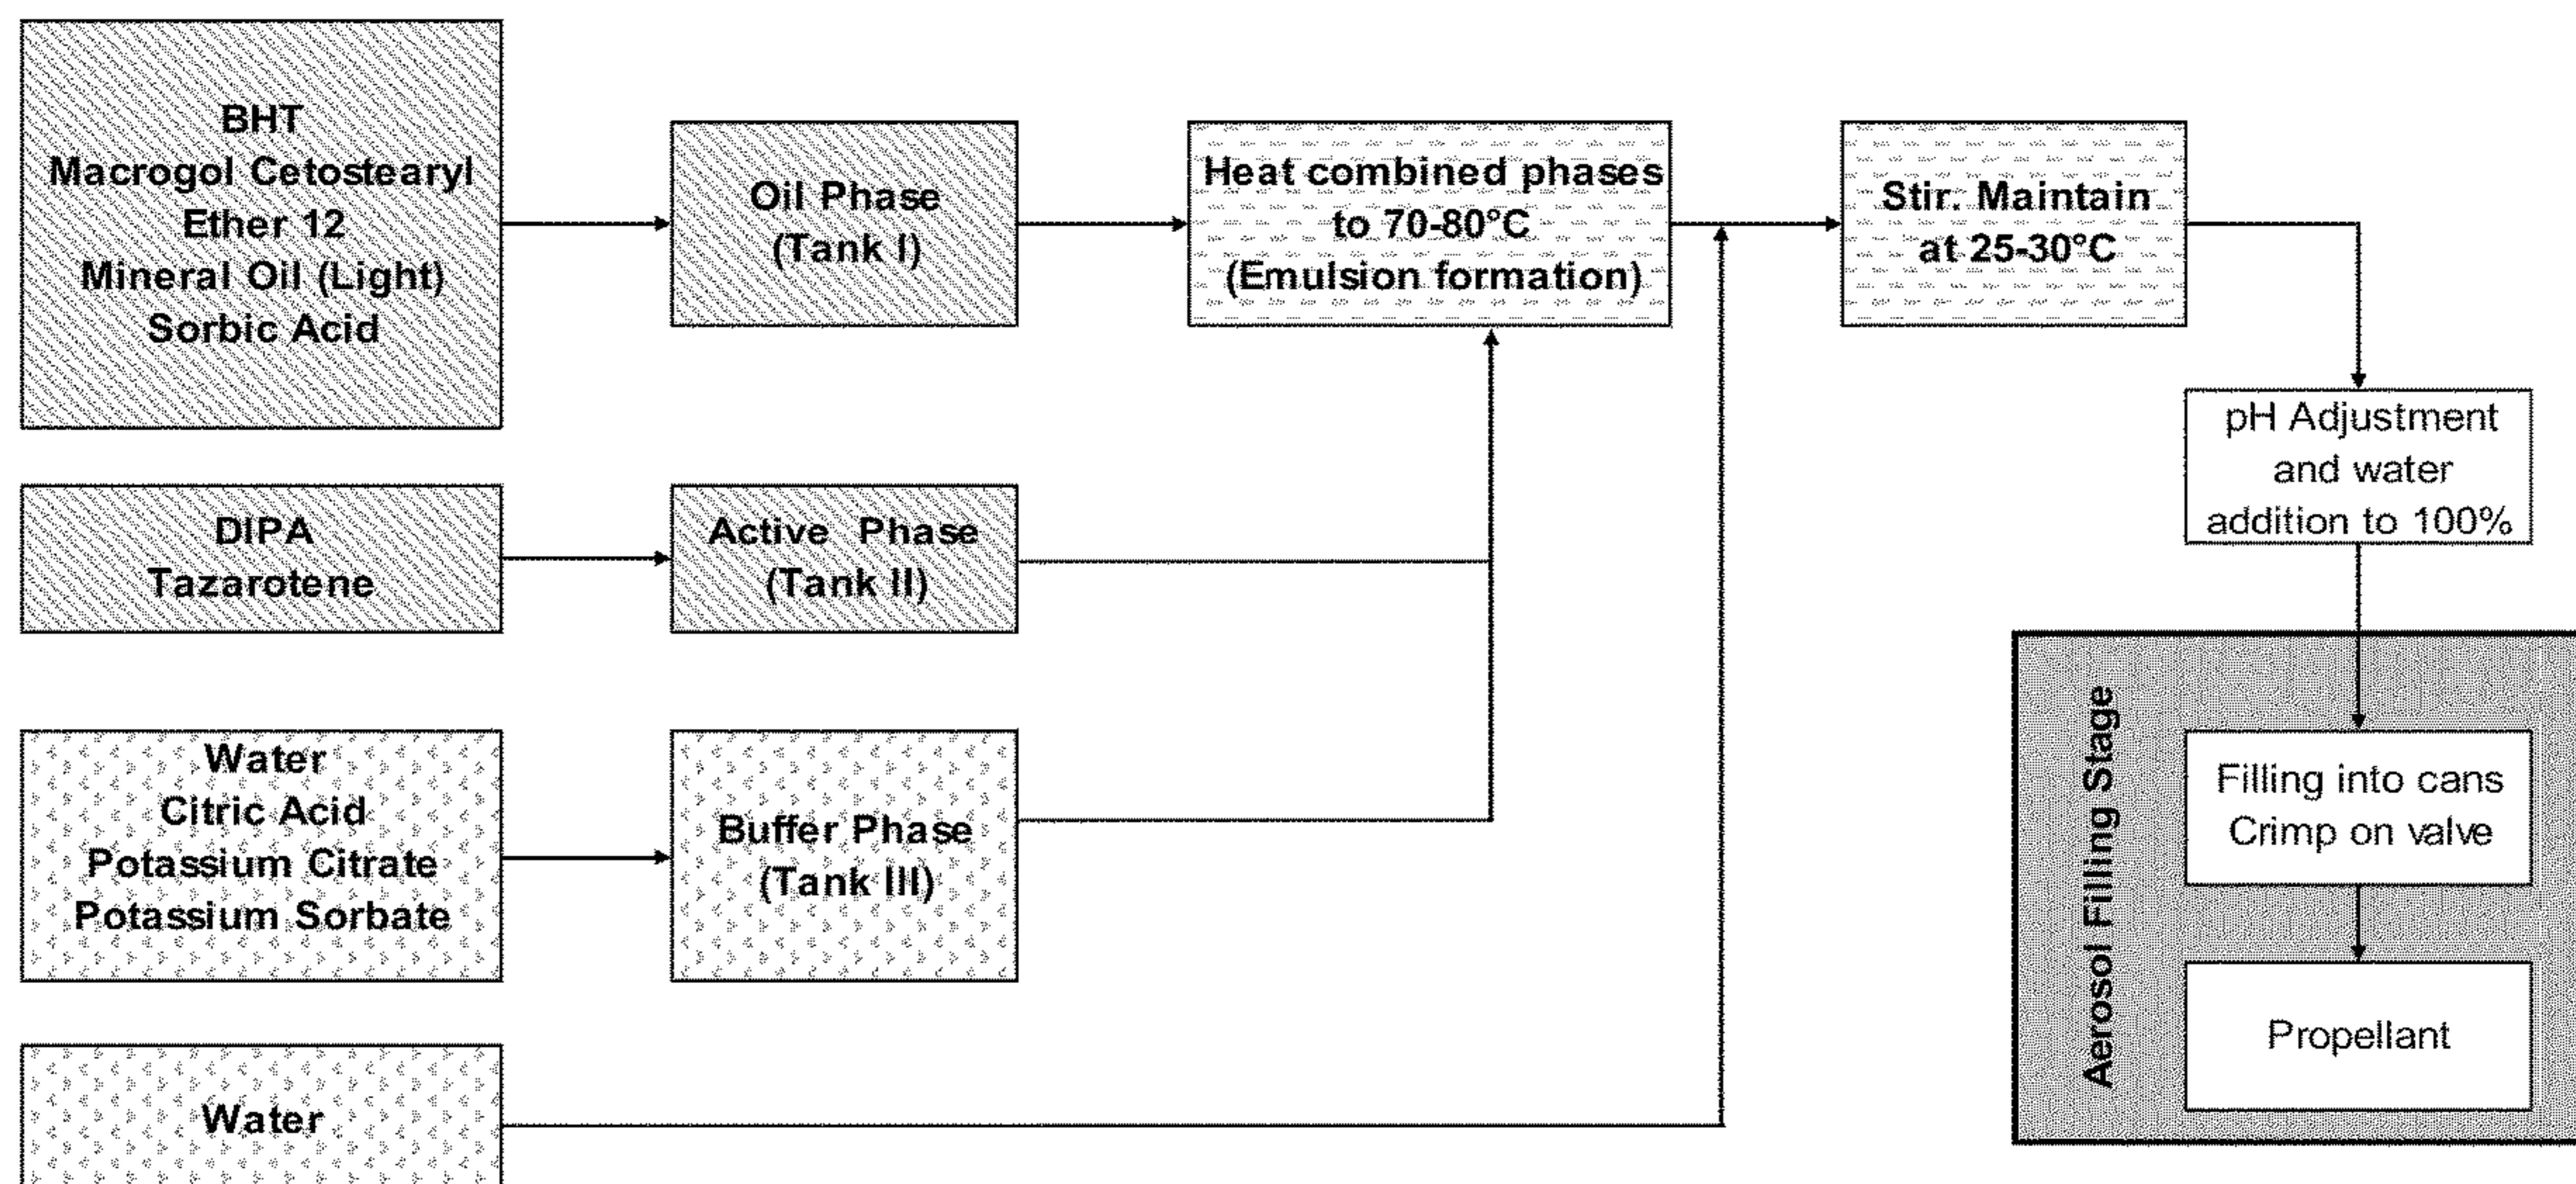 BHT
Macrogol Cetostearyl
Ether 12
Mineral Oil (Light)
Sorbic Acid
Oil Phase
(Tank I)
Heat combined phases
to 70-80°C
(Emulsion formation)
Stir. Maintain
at 25-30°C
pH Adjustment
and water
addition to 100%
DIPA
Tazarotene
Active Phase
(Tank II)
Water
Citric Acid
Potassium Citrate
Potassium Sorbate
Buffer Phase
(Tank III)
Aerosol Filling Stage
Filling into cans
Crimp on valve
Propellant
Water